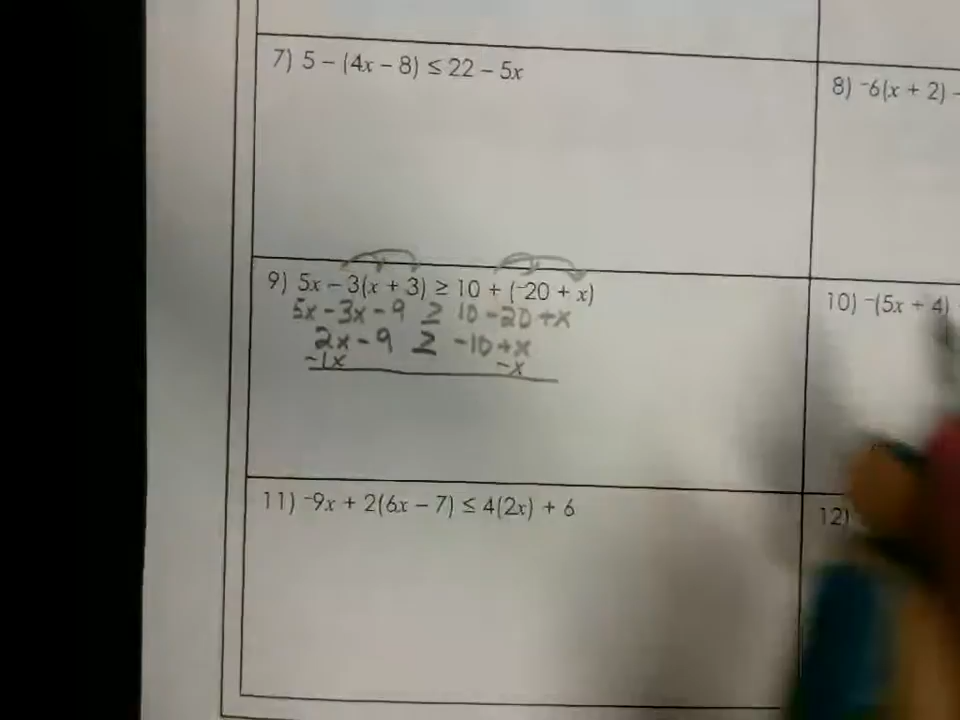 7) 5 – (4x – 8) ≤ 22 – 5x
8) ⁻6(x + 2) –
9) 5x – 3(x + 3) ≥ 10 + (⁻20 + x)
5x - 3x - 9 ≥ 10 - 20 + x
2x - 9 ≥ -10 + x
-1x -x
10) ⁻(5x + 4)
11) ⁻9x + 2(6x – 7) ≤ 4(2x) + 6
12)